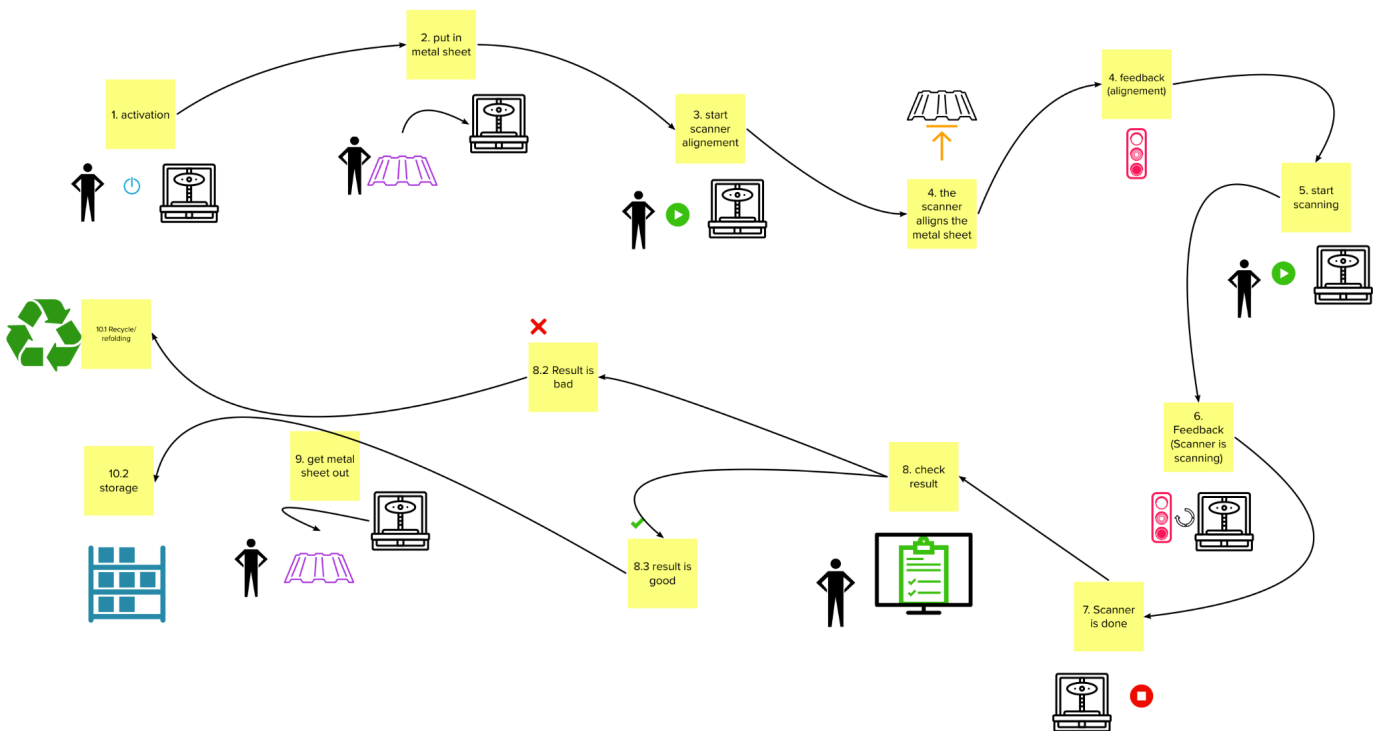 1. activation
2. put in
metal sheet
3. start
scanner
alignement
4. the
scanner
alligns the
metal sheet
4. feedback
(alignement)
5. start
scanning
6.
Feedback
(Scanner is
scanning)
7. Scanner
is done
8. check
result
8.2 Result is
bad
8.3 result is
good
9. get metal
sheet out
10.1 Recycle/
refolding
10.2
storage